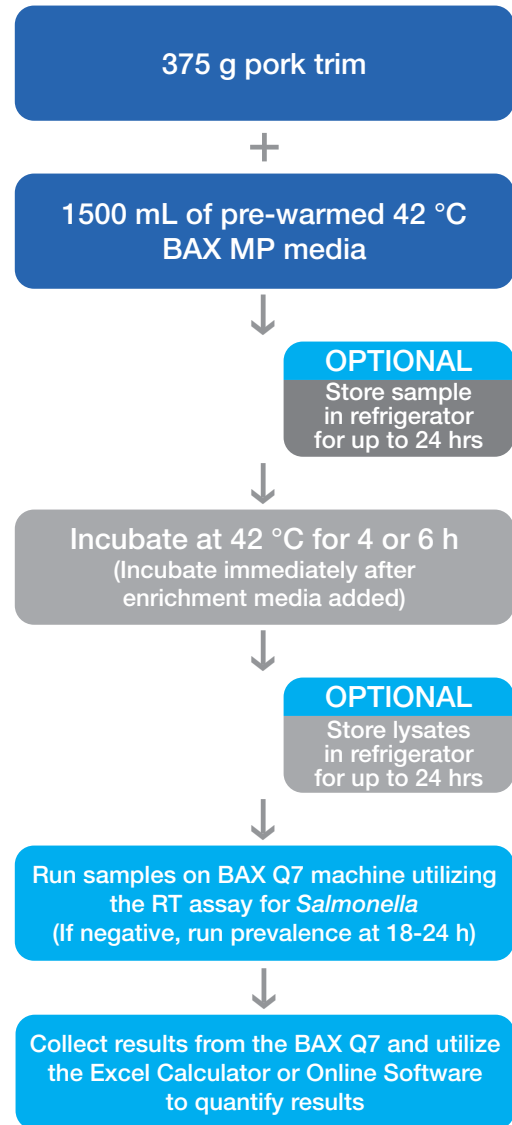 375 g pork trim
+
1500 mL of pre-warmed 42 °C
BAX MP media
OPTIONAL
Store sample
in refrigerator
for up to 24 hrs
Incubate at 42 °C for 4 or 6 h
(Incubate immediately after
enrichment media added)
OPTIONAL
Store lysates
in refrigerator
for up to 24 hrs
Run samples on BAX Q7 machine utilizing
the RT assay for Salmonella
(If negative, run prevalence at 18-24 h)
Collect results from the BAX Q7 and utilize
the Excel Calculator or Online Software
to quantify results